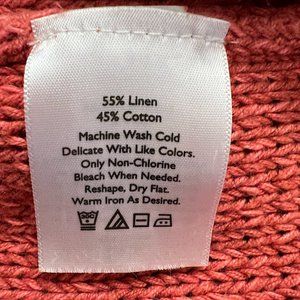 55% Linen
45% Cotton
Machine Wash Cold
Delicate With Like Colors.
Only Non-Chlorine
Bleach When Needed.
Reshape, Dry Flat.
Warm Iron As Desired.